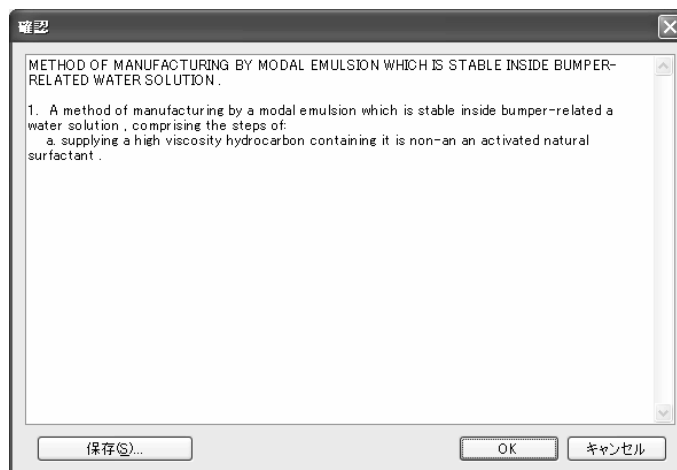 確認
METHOD OF MANUFACTURING BY MODAL EMULSION WHICH IS STABLE INSIDE BUMPER-
RELATED WATER SOLUTION .
1. A method of manufacturing by a modal emulsion which is stable inside bumper-related a
water solution , comprising the steps of:
a. supplying a high viscosity hydrocarbon containing it is non-an an activated natural
surfactant .
保存(S)...
OK
キャンセル